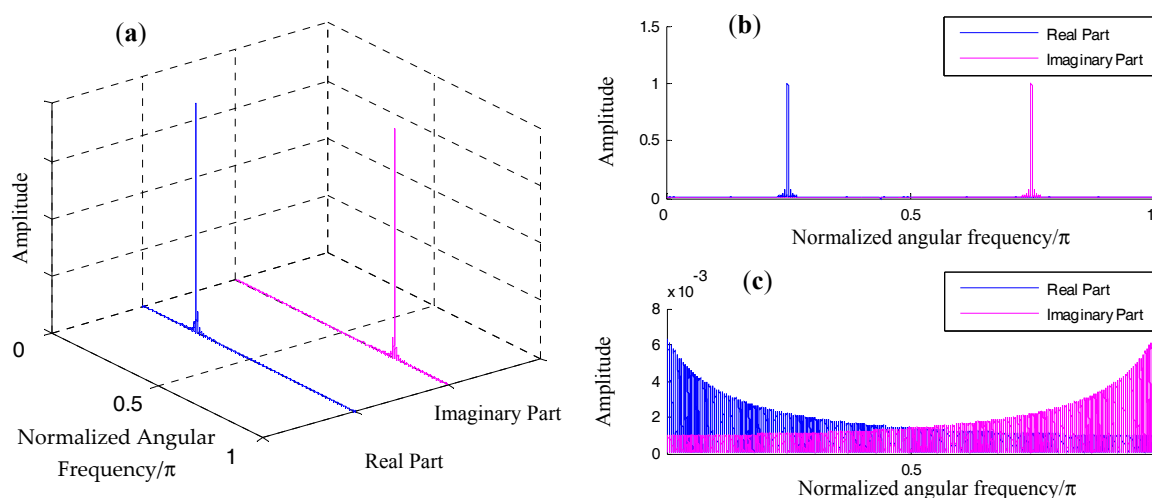 (a)
Amplitude
0
0.5
1
Normalized Angular
Frequency/π
Real Part
Imaginary Part
(b)
1.5
1
0.5
0
Amplitude
Real Part
Imaginary Part
0
0.5
1
Normalized angular frequency/π
(c)
x 10^-3
8
6
4
2
0
Amplitude
Real Part
Imaginary Part
0.5
Normalized angular frequency/π